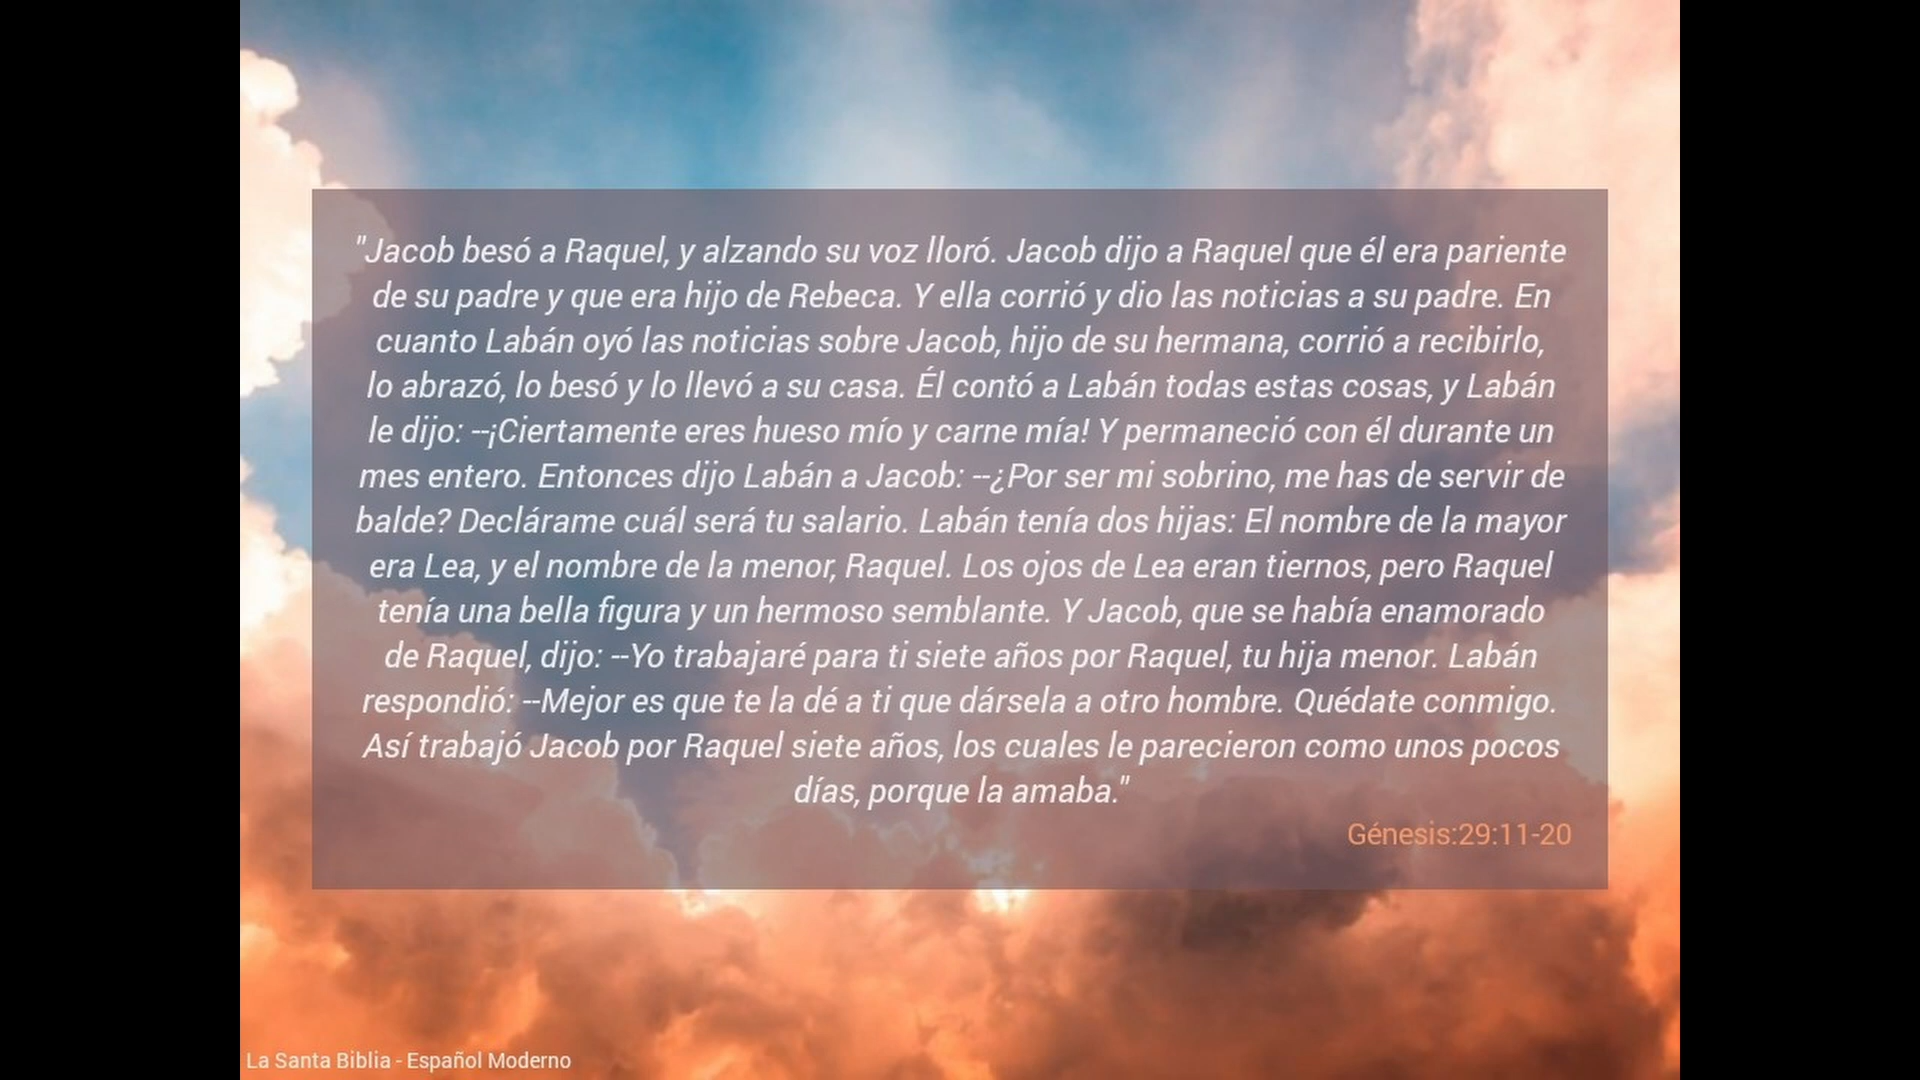 "Jacob besó a Raquel, y alzando su voz lloró. Jacob dijo a Raquel que él era pariente
de su padre y que era hijo de Rebeca. Y ella corrió y dio las noticias a su padre. En
cuanto Labán oyó las noticias sobre Jacob, hijo de su hermana, corrió a recibirlo,
lo abrazó, lo besó y lo llevó a su casa. Él contó a Labán todas estas cosas, y Labán
le dijo: --¡Ciertamente eres hueso mío y carne mía! Y permaneció con él durante un
mes entero. Entonces dijo Labán a Jacob: --¿Por ser mi sobrino, me has de servir de
balde? Declárame cuál será tu salario. Labán tenía dos hijas: El nombre de la mayor
era Lea, y el nombre de la menor, Raquel. Los ojos de Lea eran tiernos, pero Raquel
tenía una bella figura y un hermoso semblante. Y Jacob, que se había enamorado
de Raquel, dijo: --Yo trabajaré para ti siete años por Raquel, tu hija menor. Labán
respondió: --Mejor es que te la dé a ti que dársela a otro hombre. Quédate conmigo.
Así trabajó Jacob por Raquel siete años, los cuales le parecieron como unos pocos
días, porque la amaba."
Génesis:29:11-20
La Santa Biblia - Español Moderno